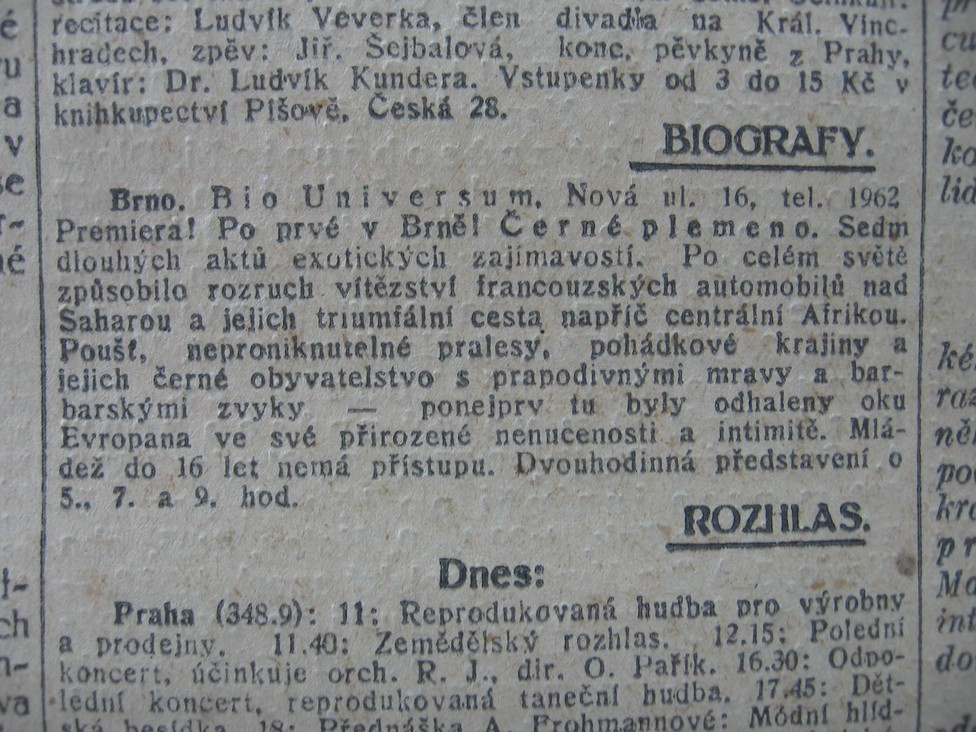 recitace: Ludvík Veverka, člen divadla na Král. Vinc-
hradech, zpěv: Jiř. Šejbalová, konc. pěvkyně z Prahy,
klavír: Dr. Ludvík Kundera. Vstupenky od 3 do 15 Kč v
knihkupectví Píšově, Česká 28.
BIOGRAFY.
Brno. Bio Universum, Nová ul. 16, tel. 1962
Premiera! Po prvé v Brně! Černé plemeno. Sedm
dlouhých aktů exotických zajímavostí. Po celém světě
způsobilo rozruch vítězství francouzských automobilů nad
Saharou a jejich triumfální cesta napříč centrální Afrikou.
Poušť, neproniknutelné pralesy, pohádkové krajiny a
jejich černé obyvatelstvo s prapodivnými mravy a bar-
barskými zvyky — ponejprv tu byly odhaleny oku
Evropana ve své přirozené nenucenosti a intimitě. Mlá-
dež do 16 let nemá přístupu. Dvouhodinná představení o
5., 7. a 9. hod.
ROZHLAS.
Dnes:
Praha (348.9): 11: Reprodukovaná hudba pro výrobny
a prodejny. 11.40: Zemědělský rozhlas. 12.15: Polední
koncert, účinkuje orch. R. J., dir. O. Pařík. 16.30: Odpo-
lední koncert, reprodukovaná taneční hudba. 17.45: Dět-
ská besídka. 18: Přednáška A. Frohmannové: Módní hlíd-